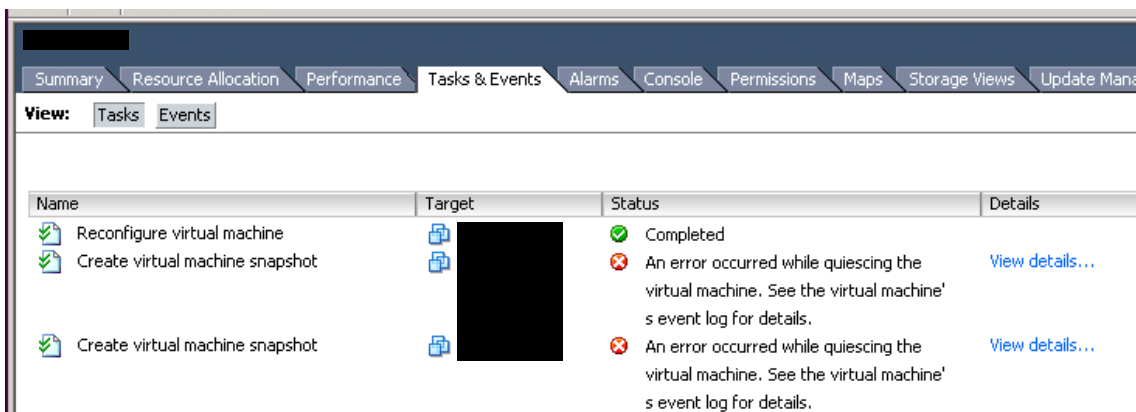 Summary Resource Allocation Performance Tasks & Events Alarms Console Permissions Maps Storage Views Update Mana
View: Tasks Events
Name Target Status Details
Reconfigure virtual machine Completed
Create virtual machine snapshot An error occurred while quiescing the View details...
virtual machine. See the virtual machine'
s event log for details.
Create virtual machine snapshot An error occurred while quiescing the View details...
virtual machine. See the virtual machine'
s event log for details.